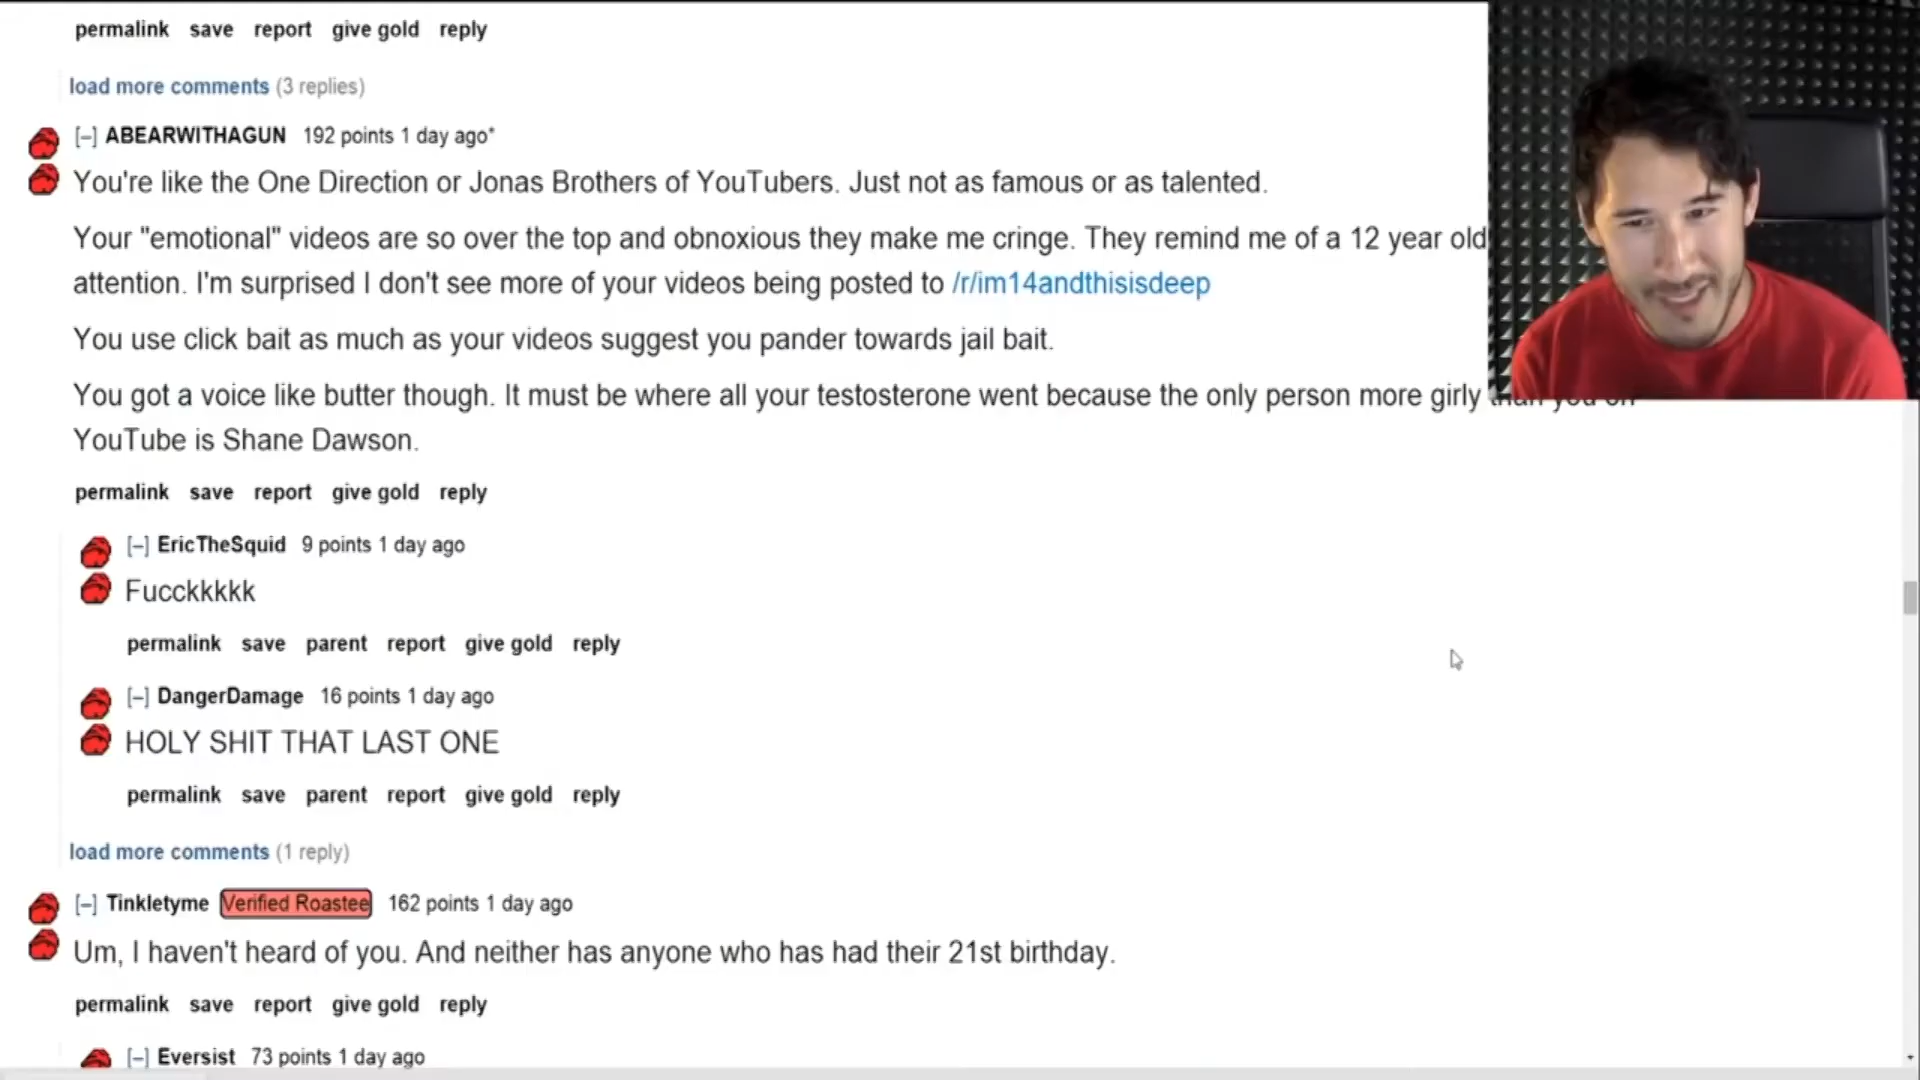 permalink save report give gold reply
load more comments (3 replies)
[–] ABEARWITHAGUN 192 points 1 day ago*
You're like the One Direction or Jonas Brothers of YouTubers. Just not as famous or as talented.
Your "emotional" videos are so over the top and obnoxious they make me cringe. They remind me of a 12 year old
attention. I'm surprised I don't see more of your videos being posted to /r/im14andthisisdeep
You use click bait as much as your videos suggest you pander towards jail bait.
You got a voice like butter though. It must be where all your testosterone went because the only person more girly than you on
YouTube is Shane Dawson.
permalink save report give gold reply
[–] EricTheSquid 9 points 1 day ago
Fucckkkkk
permalink save parent report give gold reply
[–] DangerDamage 16 points 1 day ago
HOLY SHIT THAT LAST ONE
permalink save parent report give gold reply
load more comments (1 reply)
[–] Tinkletyme Verified Roastee 162 points 1 day ago
Um, I haven't heard of you. And neither has anyone who has had their 21st birthday.
permalink save report give gold reply
[–] Eversist 73 points 1 day ago